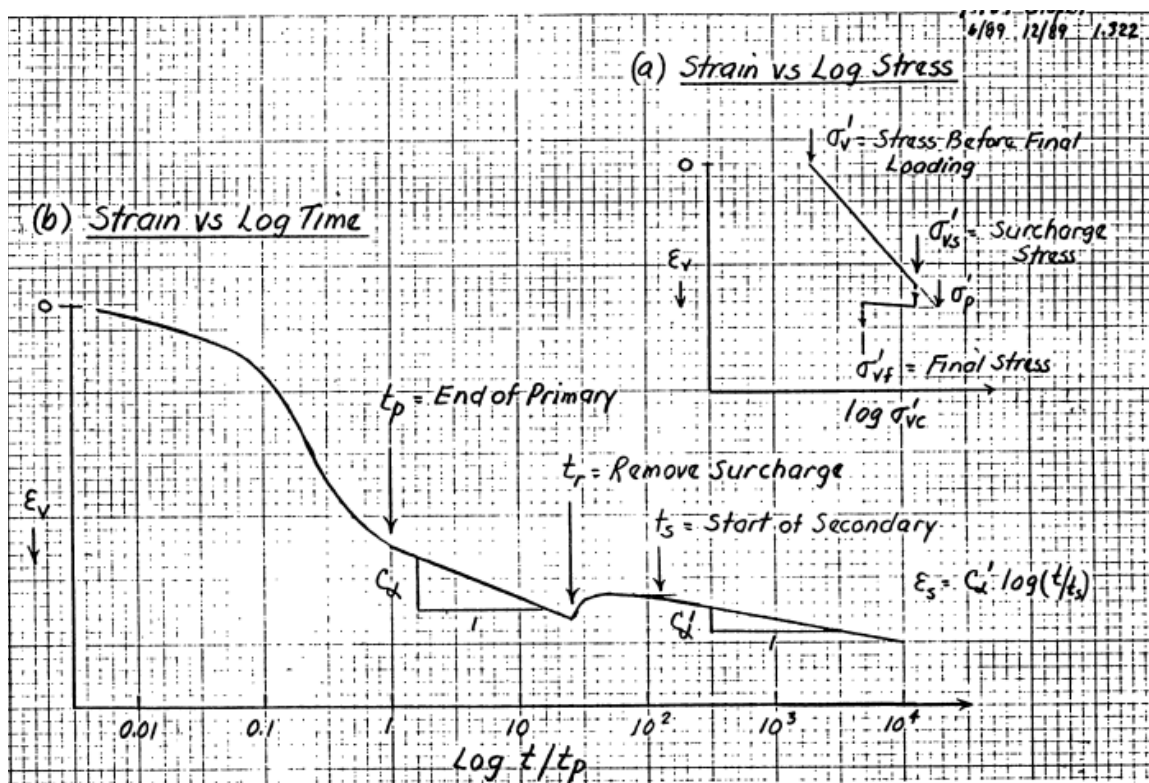 6/89 12/89 1.322
(a) Strain vs Log Stress
σ'v = Stress Before Final
Loading
0
σ'vs = Surcharge
Stress
εv
σ'p
σ'vf = Final Stress
log σ'vc
(b) Strain vs Log Time
0
tp = End of Primary
tr = Remove Surcharge
ts = Start of Secondary
εv
Cα
1
C'α
1
εs = C'α log(t/ts)
0.01 0.1 1 10 10² 10³ 10⁴
Log t/tp